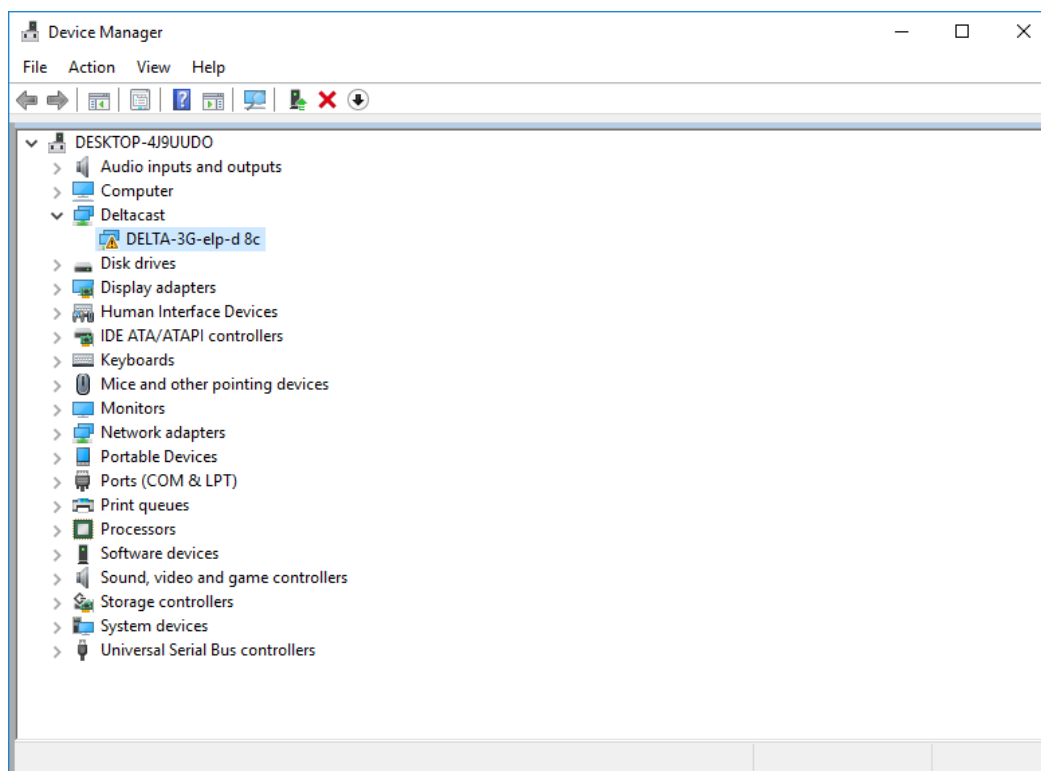 Device Manager
File Action View Help
DESKTOP-4J9UUDO
Audio inputs and outputs
Computer
Deltacast
DELTA-3G-elp-d 8c
Disk drives
Display adapters
Human Interface Devices
IDE ATA/ATAPI controllers
Keyboards
Mice and other pointing devices
Monitors
Network adapters
Portable Devices
Ports (COM & LPT)
Print queues
Processors
Software devices
Sound, video and game controllers
Storage controllers
System devices
Universal Serial Bus controllers